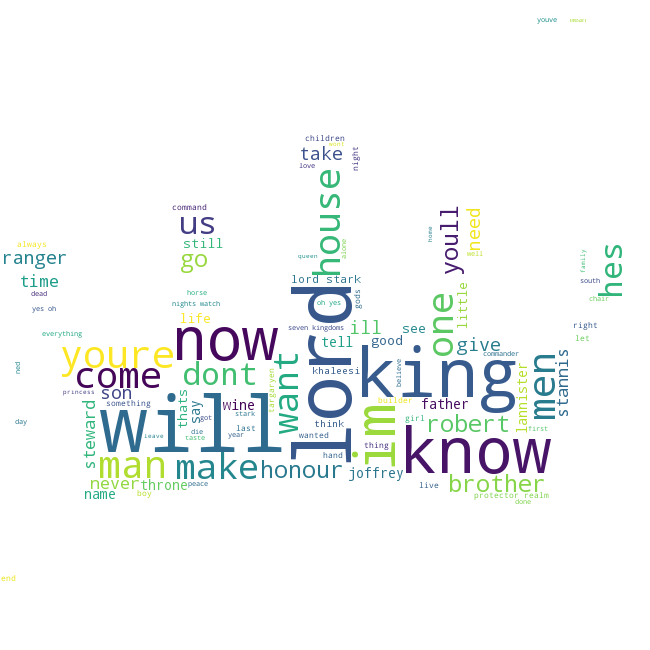 youve
children
take
love
night
command
us
still
go
house
alone
queen
youll
need
well
home
hes
family
south
chair
always
ranger
time
dead
yes oh
horse
nights watch
life
lord stark
oh yes
gods
seven kingdoms
tell
ill
good
see
one
little
give
commander
right
let
everything
youre
now
come
dont
want
lord
khaleesi
king
believe
men
stannis
lannister
ned
princess
son
something
thats
say
got
wine
stark
targaryen
think
father
builder
day
steward
will
leave
die
taste
last
year
wanted
hand
thing
im
girl
robert
know
first
man
make
honour
joffrey
never
throne
peace
live
brother
name
boy
protector realm
done
end